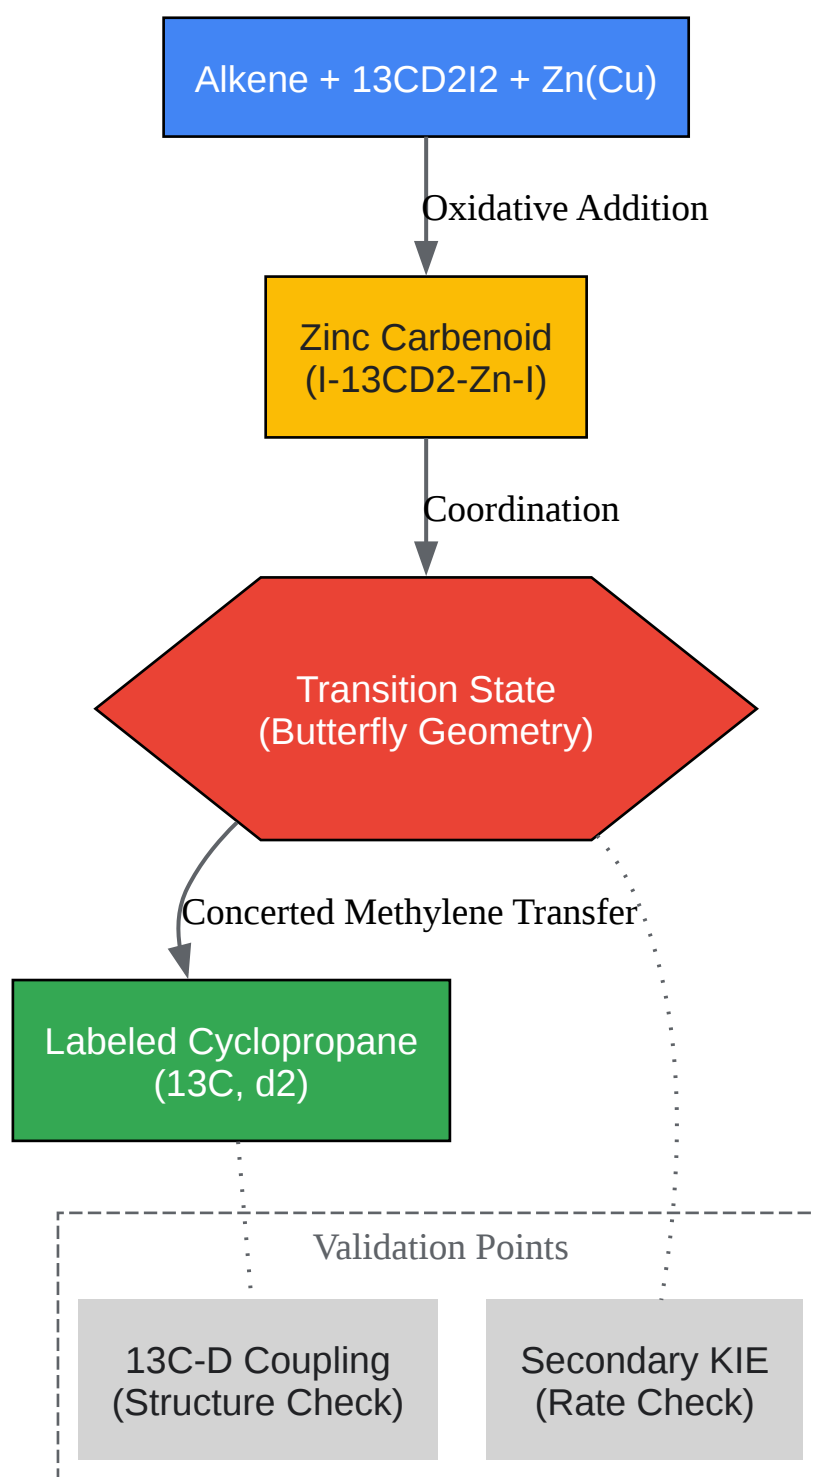 Alkene + 13CD2I2 + Zn(Cu)
Oxidative Addition
Zinc Carbenoid
(I-13CD2-Zn-I)
Coordination
Transition State
(Butterfly Geometry)
Concerted Methylene Transfer
Labeled Cyclopropane
(13C, d2)
Validation Points
13C-D Coupling
(Structure Check)
Secondary KIE
(Rate Check)